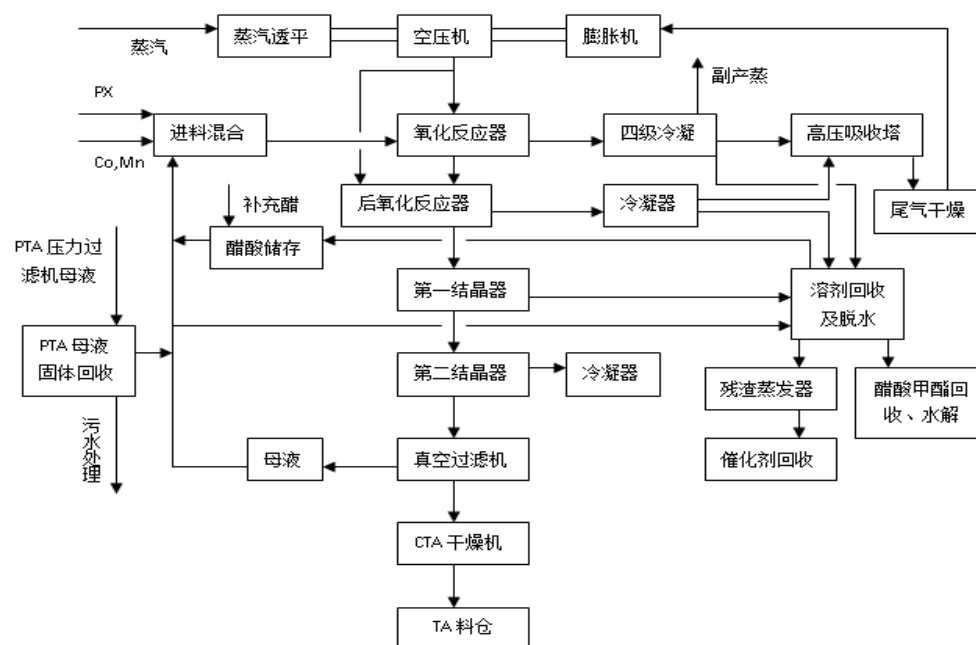 蒸汽
蒸汽透平
空压机
膨胀机
副产蒸
PX
进料混合
氧化反应器
四级冷凝
高压吸收塔
Co,Mn
补充醋
后氧化反应器
冷凝器
尾气干燥
PTA 压力过
滤机母液
醋酸储存
第一结晶器
溶剂回收
及脱水
PTA 母液
固体回收
第二结晶器
冷凝器
残渣蒸发器
醋酸甲酯回
收、水解
污水处理
母液
真空过滤机
催化剂回收
CTA 干燥机
TA 料仓